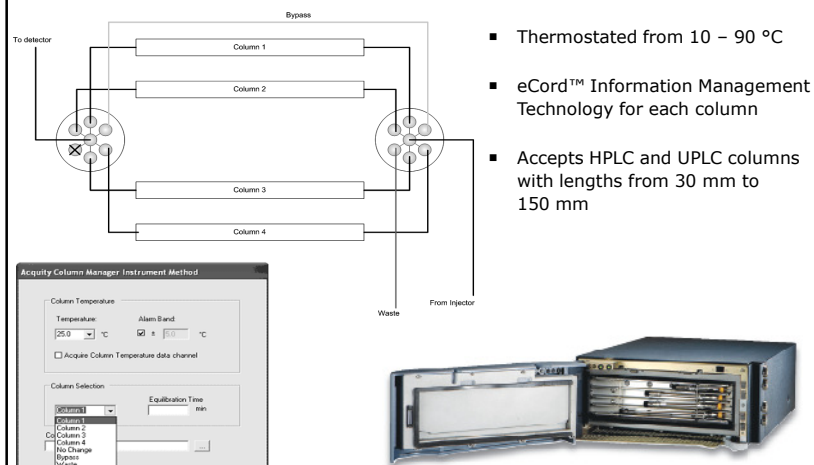 Bypass
To detector
Column 1
Column 2
Column 3
Column 4
Waste
From Injector
▪ Thermostated from 10 – 90 °C
▪ eCord™ Information Management
Technology for each column
▪ Accepts HPLC and UPLC columns
with lengths from 30 mm to
150 mm
Acquity Column Manager Instrument Method
Column Temperature
Temperature: Alarm Band:
25.0 °C ± 5.0 °C
Acquire Column Temperature data channel
Column Selection
Equilibration Time
Column 1 min
Column 1
Column 2
Co Column 3
Column 4
No Change
Bypass
Waste